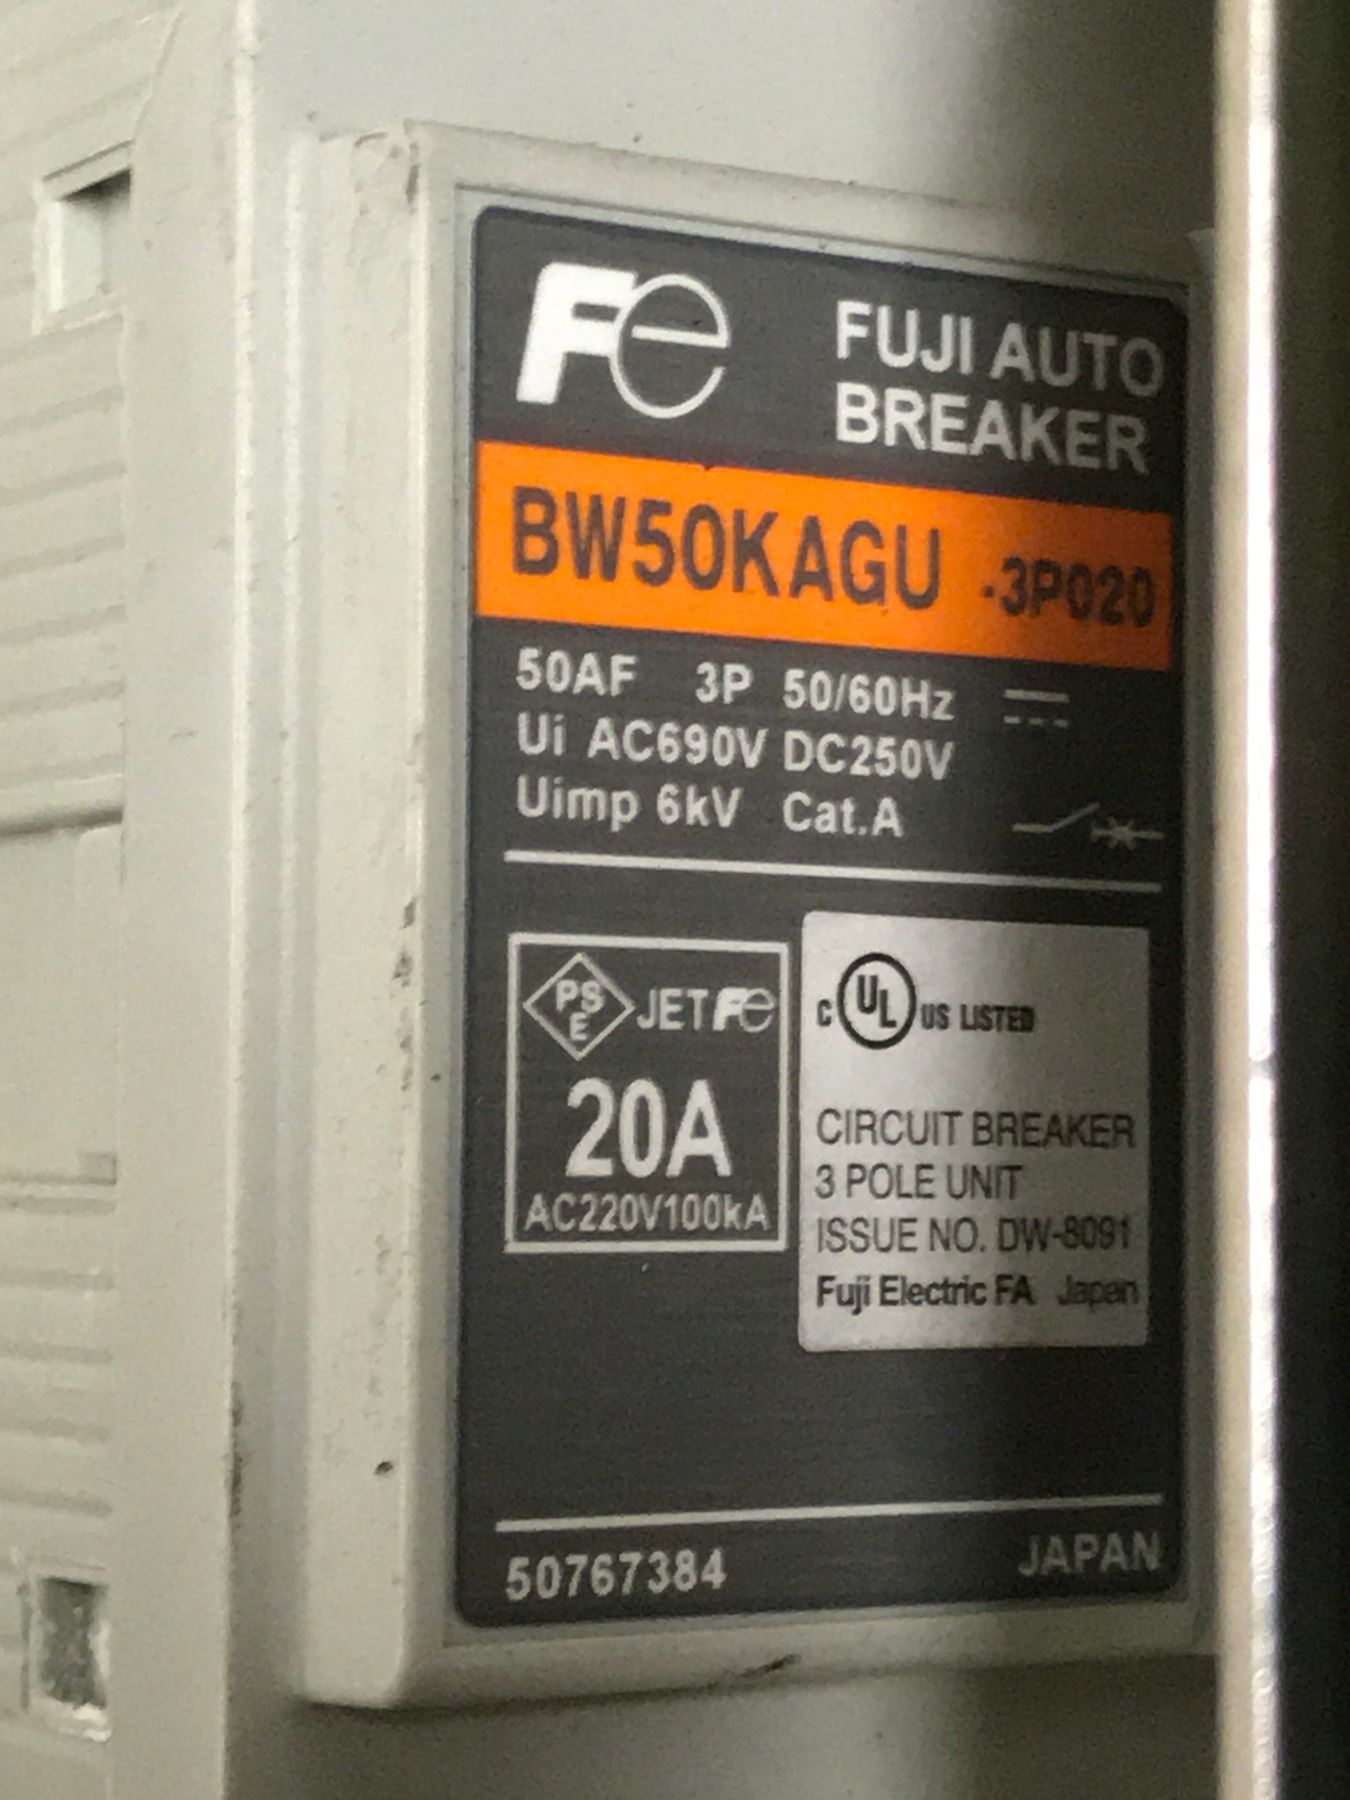 Fe FUJI AUTO
BREAKER
BW50KAGU -3P020
50AF 3P 50/60Hz
Ui AC690V DC250V
Uimp 6kV Cat.A
PS
E
JET Fe
20A
AC220V100kA
C UL US LISTED
CIRCUIT BREAKER
3 POLE UNIT
ISSUE NO. DW-8091
Fuji Electric FA Japan
50767384 JAPAN